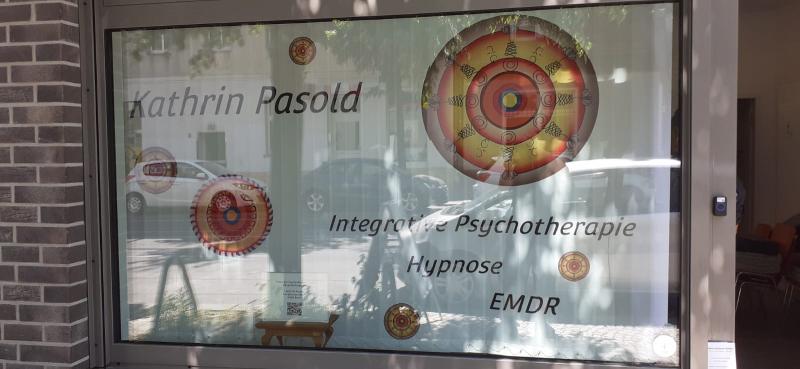 Kathrin Pasold
Integrative Psychotherapie
Hypnose
EMDR